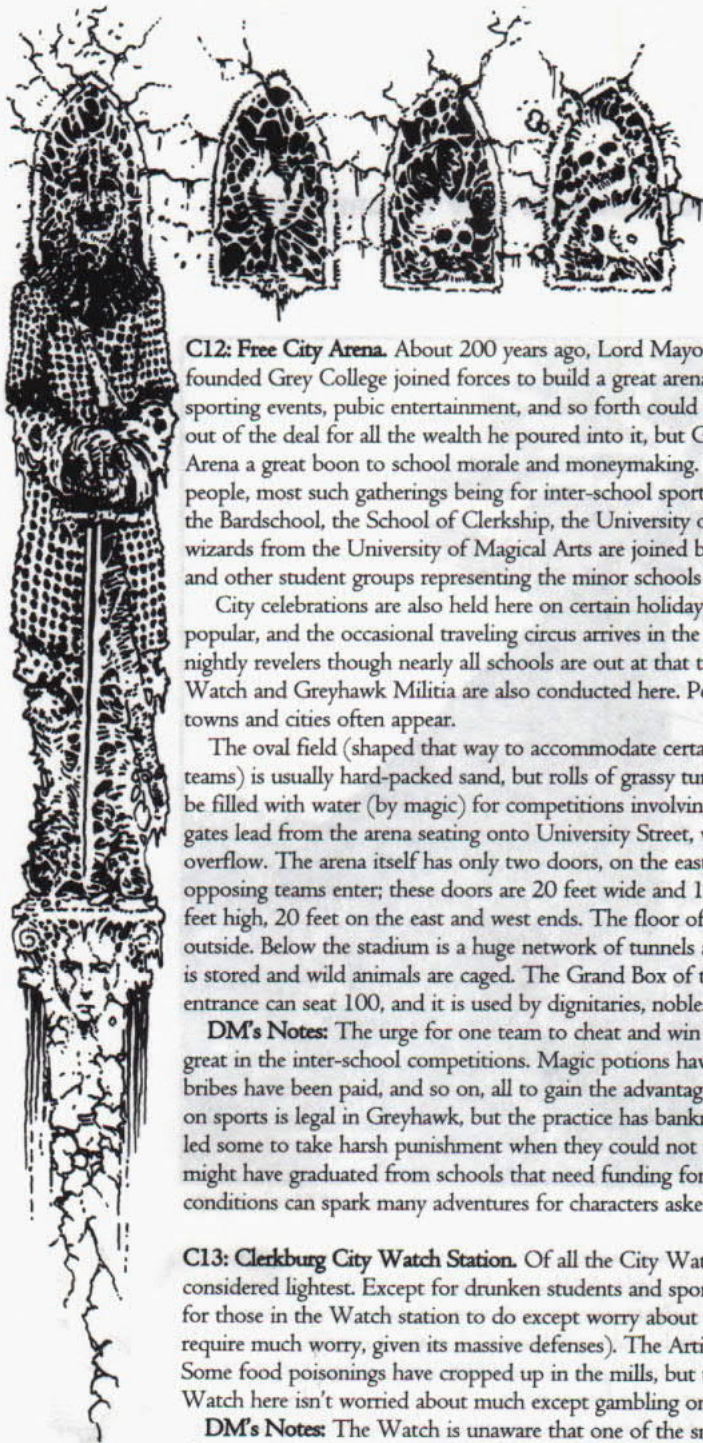 C12: Free City Arena. About 200 years ago, Lord Mayo
founded Grey College joined forces to build a great arena
sporting events, pubic entertainment, and so forth could
out of the deal for all the wealth he poured into it, but G
Arena a great boon to school morale and moneymaking.
people, most such gatherings being for inter-school sport
the Bardschool, the School of Clerkship, the University o
wizards from the University of Magical Arts are joined b
and other student groups representing the minor schools
City celebrations are also held here on certain holiday
popular, and the occasional traveling circus arrives in the
nightly revelers though nearly all schools are out at that t
Watch and Greyhawk Militia are also conducted here. Pe
towns and cities often appear.
The oval field (shaped that way to accommodate certa
teams) is usually hard-packed sand, but rolls of grassy tur
be filled with water (by magic) for competitions involvin
gates lead from the arena seating onto University Street, w
overflow. The arena itself has only two doors, on the east
opposing teams enter; these doors are 20 feet wide and 1
feet high, 20 feet on the east and west ends. The floor of
outside. Below the stadium is a huge network of tunnels a
is stored and wild animals are caged. The Grand Box of t
entrance can seat 100, and it is used by dignitaries, noble
DM's Notes: The urge for one team to cheat and win
great in the inter-school competitions. Magic potions hav
bribes have been paid, and so on, all to gain the advantag
on sports is legal in Greyhawk, but the practice has bankr
led some to take harsh punishment when they could not
might have graduated from schools that need funding for
conditions can spark many adventures for characters aske
C13: Clerkburg City Watch Station. Of all the City Wat
considered lightest. Except for drunken students and spor
for those in the Watch station to do except worry about
require much worry, given its massive defenses). The Arti
Some food poisonings have cropped up in the mills, but
Watch here isn't worried about much except gambling or
DM's Notes: The Watch is unaware that one of the sm